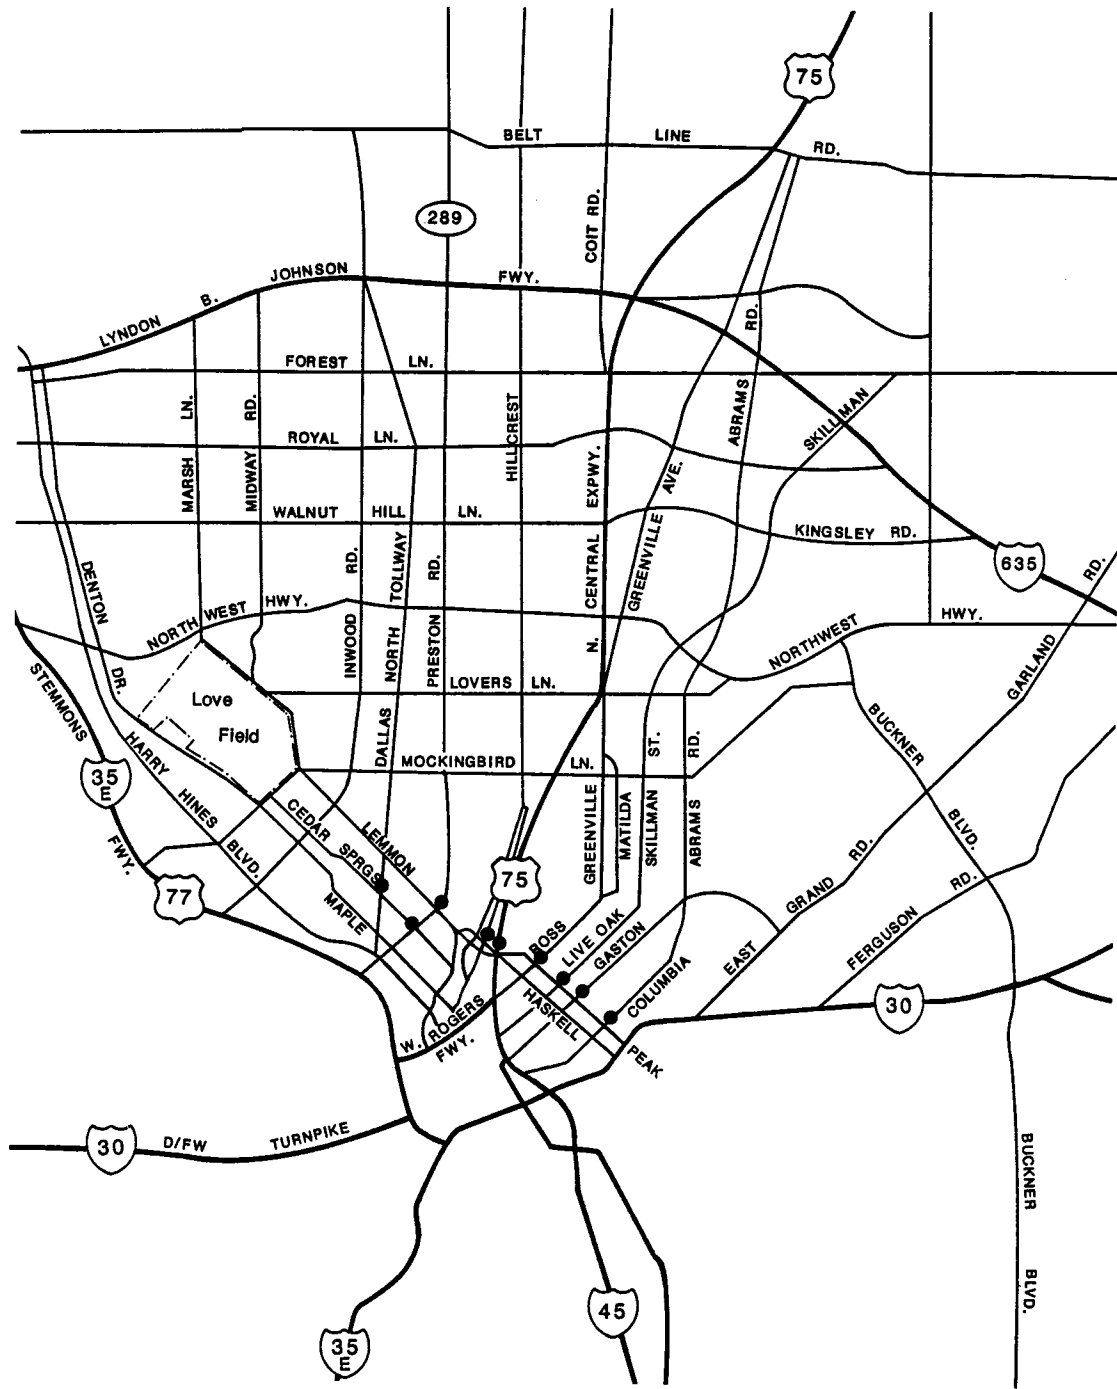 75
BELT LINE RD.
289
COIT RD.
LYNDON B. JOHNSON FWY.
FOREST LN.
MARSH LN.
MIDWAY RD.
HILLCREST
ABRAMS RD.
SKILLMAN
ROYAL LN.
WALNUT HILL LN.
KINGSLEY RD.
N. CENTRAL EXPWY.
GREENVILLE AVE.
635
DENTON DR.
NORTH WEST HWY.
INWOOD RD.
DALLAS NORTH TOLLWAY
PRESTON RD.
NORTHWEST HWY.
GARLAND RD.
LOVERS LN.
Love
Field
STEMMONS FWY.
35
E
HARRY HINES BLVD.
MOCKINGBIRD LN.
BUCKNER BLVD.
CEDAR SPRGS
LEMMON
MAPLE
GREENVILLE
MATILDA
SKILLMAN ST.
ABRAMS RD.
77
75
ROSS
LIVE OAK
GASTON
COLUMBIA
EAST GRAND RD.
FERGUSON RD.
HASKELL
PEAK
W. ROGERS
FWY.
30
30
D/FW TURNPIKE
BUCKNER BLVD.
45
35
E